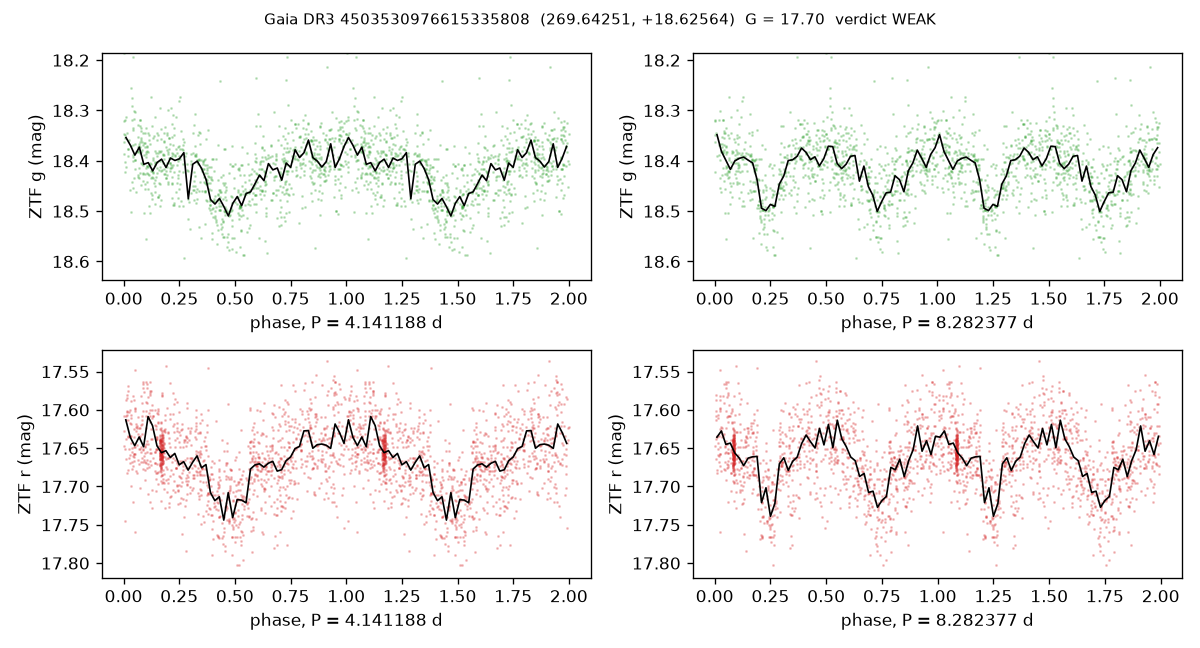 Gaia DR3 4503530976615335808 (269.64251, +18.62564) G = 17.70 verdict WEAK
18.2
18.3
18.4
18.5
18.6
ZTF g (mag)
0.00 0.25 0.50 0.75 1.00 1.25 1.50 1.75 2.00
phase, P = 4.141188 d
18.2
18.3
18.4
18.5
18.6
ZTF g (mag)
0.00 0.25 0.50 0.75 1.00 1.25 1.50 1.75 2.00
phase, P = 8.282377 d
17.55
17.60
17.65
17.70
17.75
17.80
ZTF r (mag)
0.00 0.25 0.50 0.75 1.00 1.25 1.50 1.75 2.00
phase, P = 4.141188 d
17.55
17.60
17.65
17.70
17.75
17.80
ZTF r (mag)
0.00 0.25 0.50 0.75 1.00 1.25 1.50 1.75 2.00
phase, P = 8.282377 d